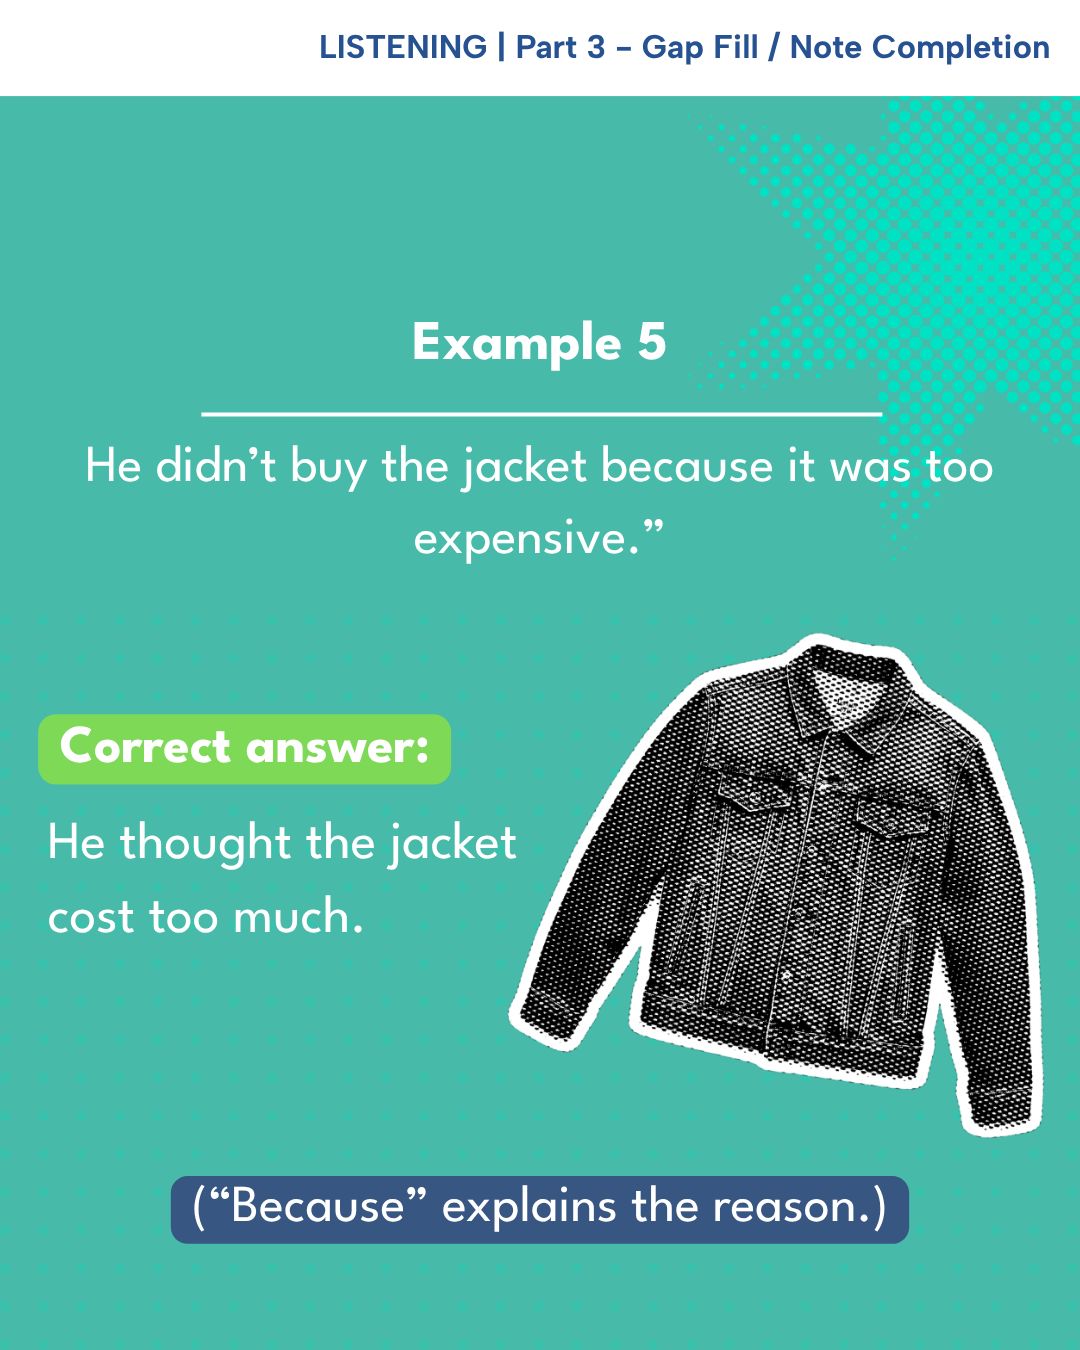 LISTENING | Part 3 – Gap Fill / Note Completion
Example 5
He didn’t buy the jacket because it was too
expensive.”
Correct answer:
He thought the jacket
cost too much.
(“Because” explains the reason.)